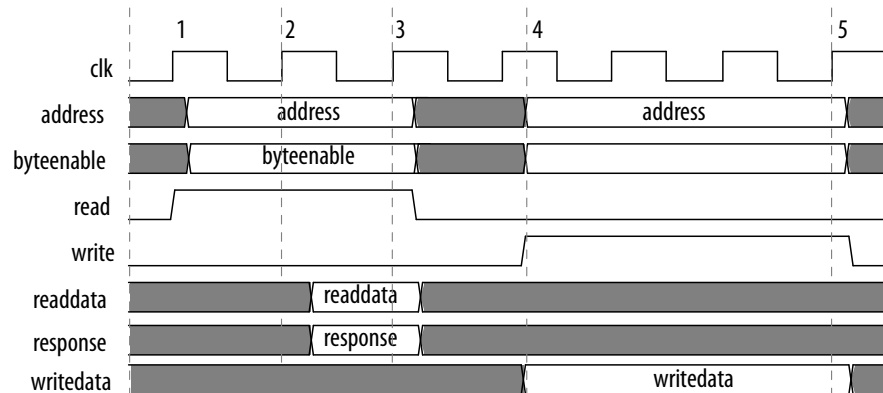 1 2 3 4 5
clk
address address address
byteenable byteenable
read
write
readdata readdata
response response
writedata writedata